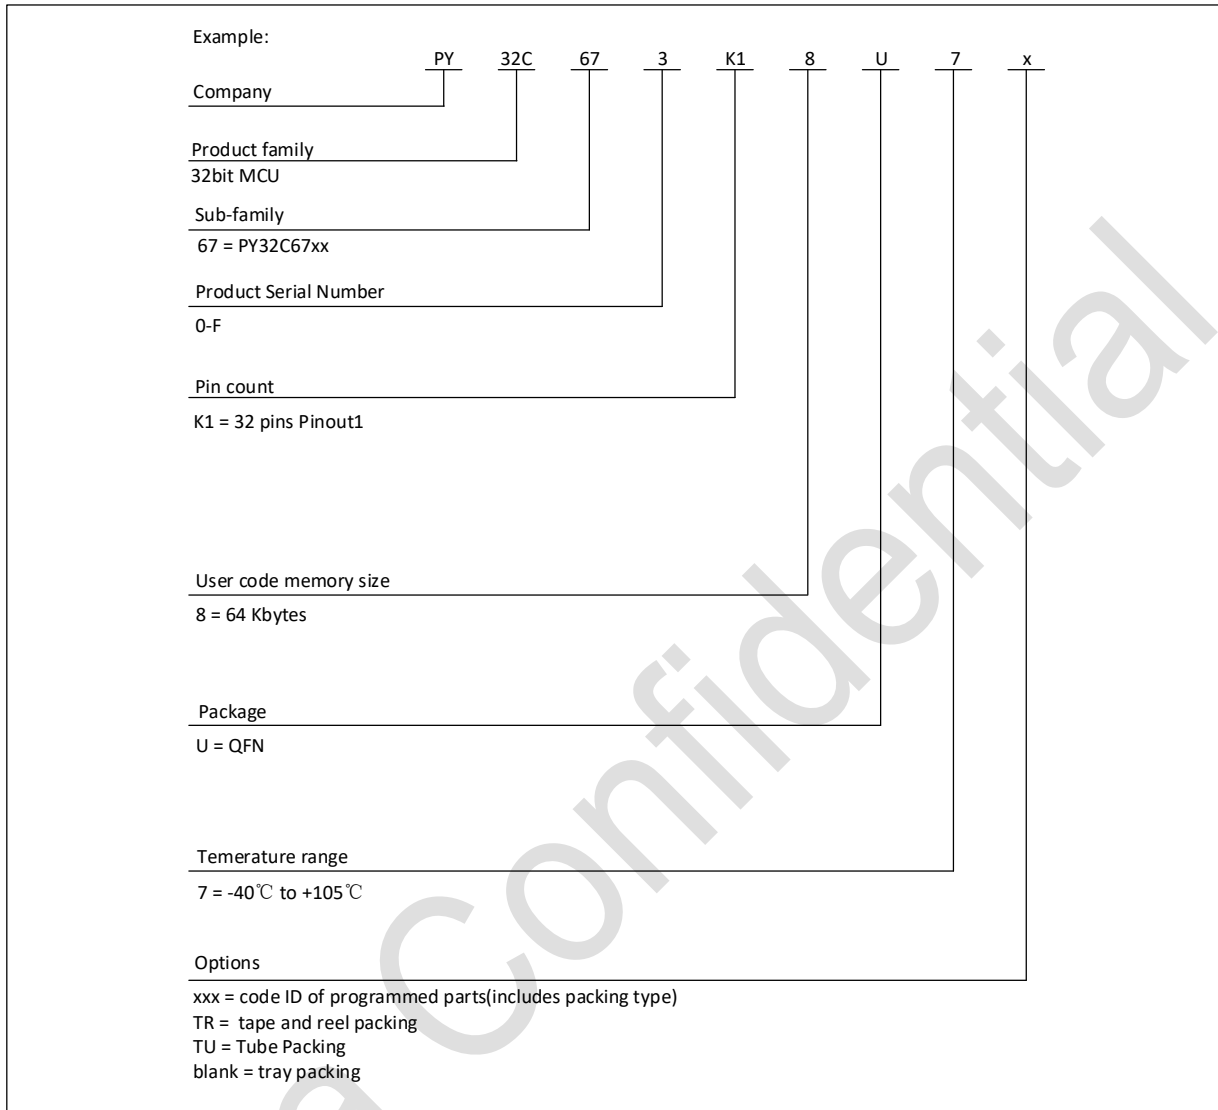 Example:
PY 32C 67 3 K1 8 U 7 x
Company
Product family
32bit MCU
Sub-family
67 = PY32C67xx
Product Serial Number
0-F
Pin count
K1 = 32 pins Pinout1
User code memory size
8 = 64 Kbytes
Package
U = QFN
Temerature range
7 = -40℃ to +105℃
Options
xxx = code ID of programmed parts(includes packing type)
TR = tape and reel packing
TU = Tube Packing
blank = tray packing
a Confidential